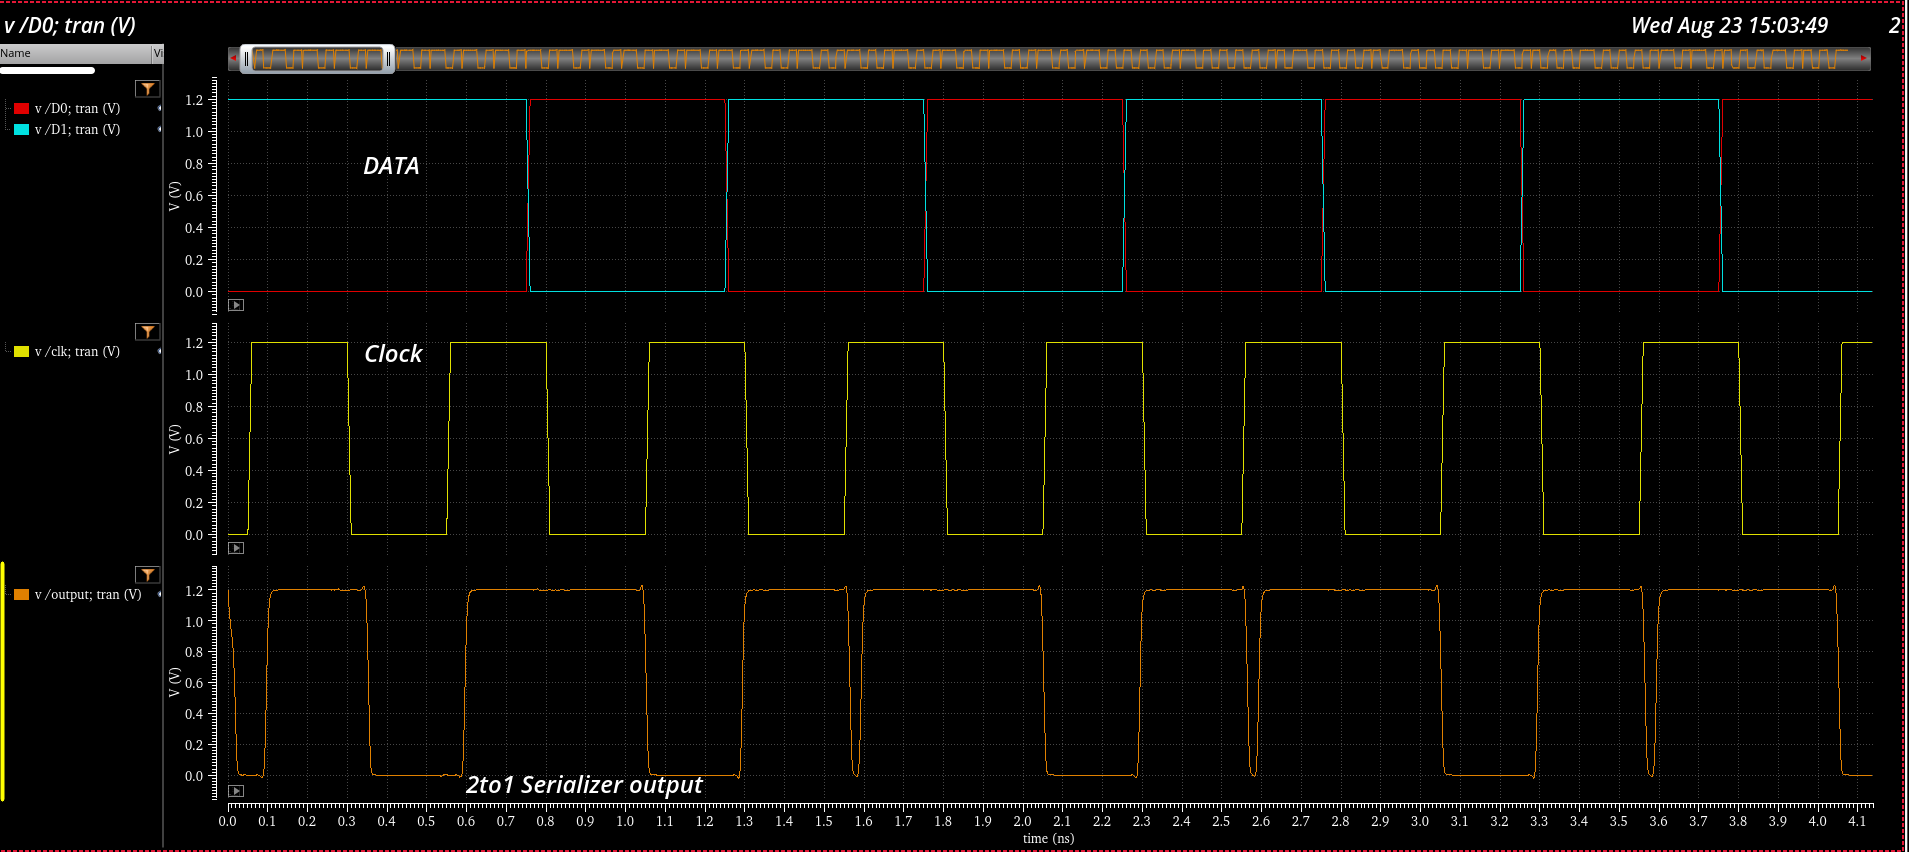 v /D0; tran (V)
Wed Aug 23 15:03:49 2
Name Vi
v /D0; tran (V)
v /D1; tran (V)
V (V)
1.2
1.0
0.8
0.6
0.4
0.2
0.0
DATA
v /clk; tran (V)
V (V)
1.2
1.0
0.8
0.6
0.4
0.2
0.0
Clock
v /output; tran (V)
V (V)
1.2
1.0
0.8
0.6
0.4
0.2
0.0
2to1 Serializer output
0.0 0.1 0.2 0.3 0.4 0.5 0.6 0.7 0.8 0.9 1.0 1.1 1.2 1.3 1.4 1.5 1.6 1.7 1.8 1.9 2.0 2.1 2.2 2.3 2.4 2.5 2.6 2.7 2.8 2.9 3.0 3.1 3.2 3.3 3.4 3.5 3.6 3.7 3.8 3.9 4.0 4.1
time (ns)